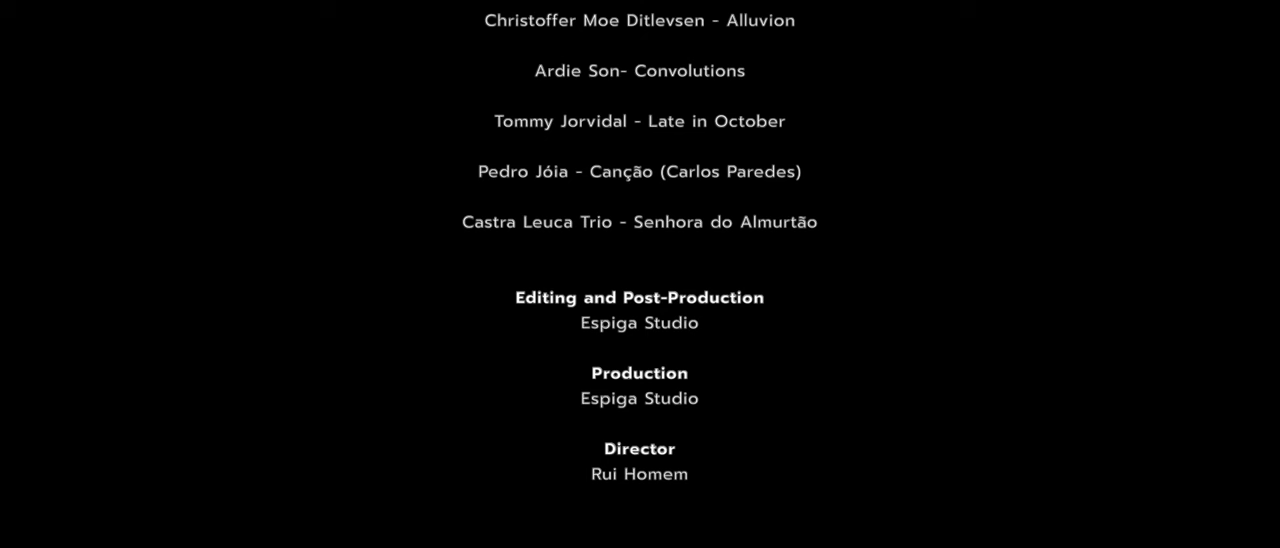 Christoffer Moe Ditlevsen - Alluvion
Ardie Son- Convolutions
Tommy Jorvidal - Late in October
Pedro Jóia - Canção (Carlos Paredes)
Castra Leuca Trio - Senhora do Almurtão
Editing and Post-Production
Espiga Studio
Production
Espiga Studio
Director
Rui Homem